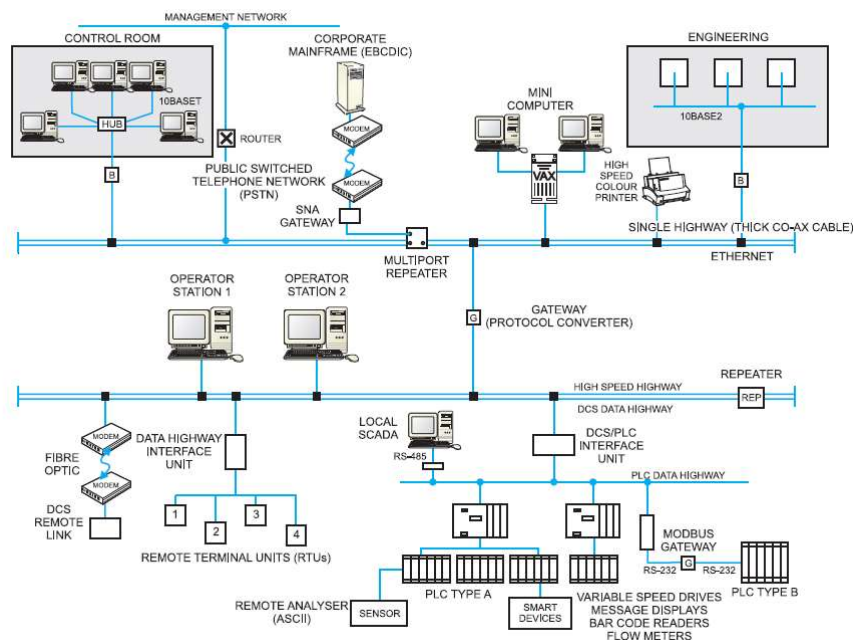 MANAGEMENT NETWORK
CONTROL ROOM
10BASET
HUB
B
ROUTER
PUBLIC SWITCHED
TELEPHONE NETWORK
(PSTN)
CORPORATE
MAINFRAME (EBCDIC)
MODEM
MODEM
SNA
GATEWAY
MULTIPORT
REPEATER
MINI
COMPUTER
VAX
HIGH
SPEED
COLOUR
PRINTER
ENGINEERING
10BASE2
B
SINGLE HIGHWAY (THICK CO-AX CABLE)
ETHERNET
OPERATOR
STATION 1
OPERATOR
STATION 2
G
GATEWAY
(PROTOCOL CONVERTER)
REPEATER
HIGH SPEED HIGHWAY
REP
DCS DATA HIGHWAY
MODEM
FIBRE
OPTIC
MODEM
DCS
REMOTE
LINK
DATA HIGHWAY
INTERFACE
UNIT
1
2
3
4
REMOTE TERMINAL UNITS (RTUs)
LOCAL
SCADA
RS-485
DCS/PLC
INTERFACE
UNIT
PLC DATA HIGHWAY
MODBUS
GATEWAY
RS-232
G
RS-232
PLC TYPE A
PLC TYPE B
REMOTE ANALYSER
(ASCII)
SENSOR
SMART
DEVICES
VARIABLE SPEED DRIVES
MESSAGE DISPLAYS
BAR CODE READERS
FLOW METERS